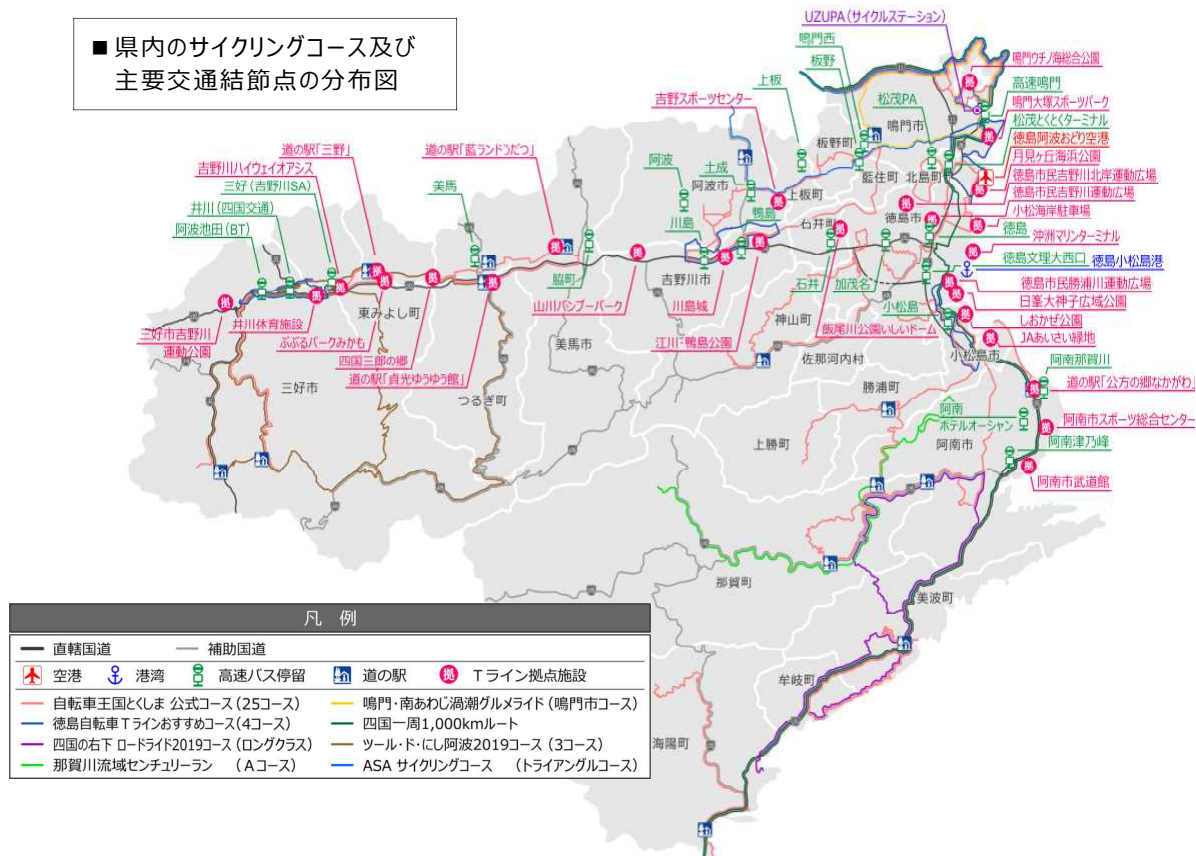 ■ 県内のサイクリングコース及び
主要交通結節点の分布図
UZUPA（サイクルステーション）
鳴門西
板野
上板
吉野スポーツセンター
松茂PA
鳴門ウチノ海総合公園
高速鳴門
鳴門大塚スポーツパーク
松茂とくとくターミナル
徳島阿波おどり空港
月見ヶ丘海浜公園
徳島市民吉野川北岸運動広場
徳島市民吉野川運動広場
小松海岸駐車場
徳島
沖洲マリンターミナル
徳島文理大西口
徳島小松島港
徳島市民勝浦川運動広場
日峯大神子広域公園
しおかぜ公園
JAあいさい緑地
阿南那賀川
道の駅「公方の郷なかがわ」
阿南市スポーツ総合センター
阿南津乃峰
阿南市武道館
道の駅「三野」
吉野川ハイウェイオアシス
三好（吉野川SA）
井川（四国交通）
阿波池田（BT）
美馬
道の駅「藍ランドうだつ」
阿波
土成
鴨島
川島
鳴門市
板野町
藍住町
北島町
阿波市
上板町
石井町
徳島市
吉野川市
脇町
山川バンブーパーク
川島城
江川・鴨島公園
石井
加茂名
飯尾川公園いしいドーム
小松島
小松島市
三好市吉野川
運動公園
井川体育施設
ぶぶるパークみかも
四国三郎の郷
道の駅「貞光ゆうゆう館」
東みよし町
美馬市
三好市
つるぎ町
神山町
佐那河内村
勝浦町
上勝町
阿南
ホテルオーシャン
阿南市
那賀町
美波町
牟岐町
海陽町
凡 例
直轄国道
補助国道
空港
港湾
高速バス停留
道の駅
拠
Tライン拠点施設
自転車王国とくしま 公式コース（25コース）
鳴門・南あわじ渦潮グルメライド（鳴門市コース）
徳島自転車Tラインおすすめコース（4コース）
四国一周1,000kmルート
四国の右下 ロードライド2019コース（ロングクラス）
ツール・ド・にし阿波2019コース（3コース）
那賀川流域センチュリーラン （Aコース）
ASA サイクリングコース （トライアングルコース）